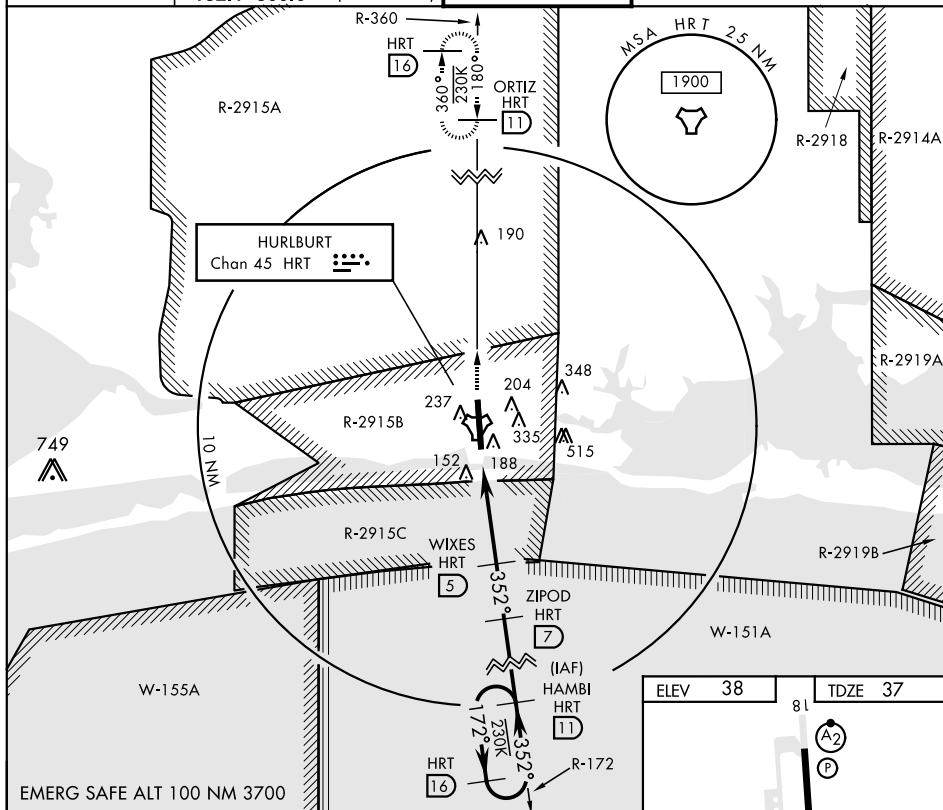 R-360
HRT
16
360°
230K
180°
ORTIZ
HRT
11
MSA HRT 25 NM
1900
R-2915A
R-2918
R-2914A
HURLBURT
Chan 45 HRT
190
R-2919A
348
204
237
R-2915B
335
515
749
10 NM
152
188
R-2915C
WIXES
HRT
5
352°
R-2919B
ZIPOD
HRT
7
W-151A
(IAF)
HAMBI
HRT
11
W-155A
172°
230K
352°
HRT
16
R-172
EMERG SAFE ALT 100 NM 3700
ELEV 38
TDZE 37
18
A2
P